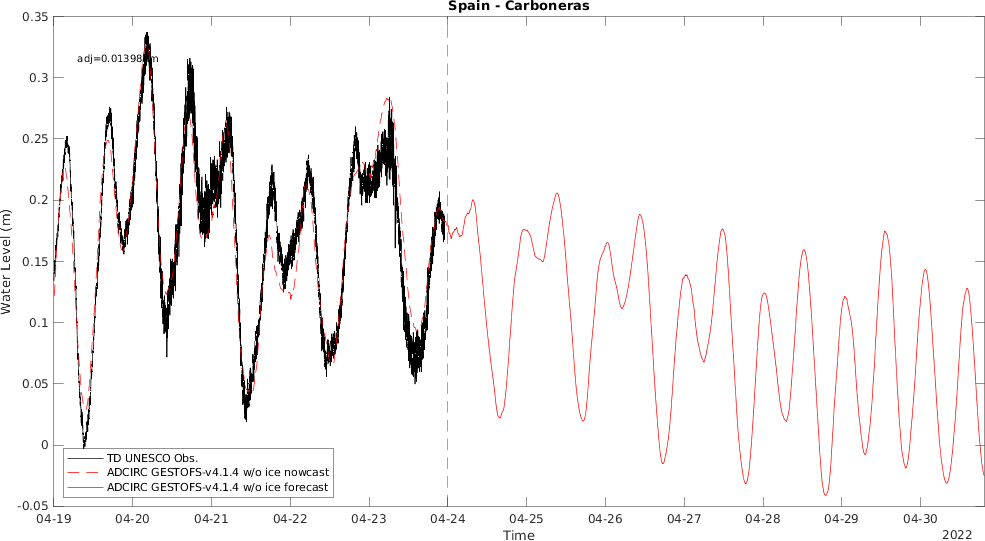 Spain - Carboneras
0.35
0.3
0.25
0.2
0.15
0.1
0.05
0
-0.05
Water Level (m)
TD UNESCO Obs.
ADCIRC GESTOFS-v4.1.4 w/o ice nowcast
ADCIRC GESTOFS-v4.1.4 w/o ice forecast
04-19 04-20 04-21 04-22 04-23 04-24 04-25 04-26 04-27 04-28 04-29 04-30
Time
2022